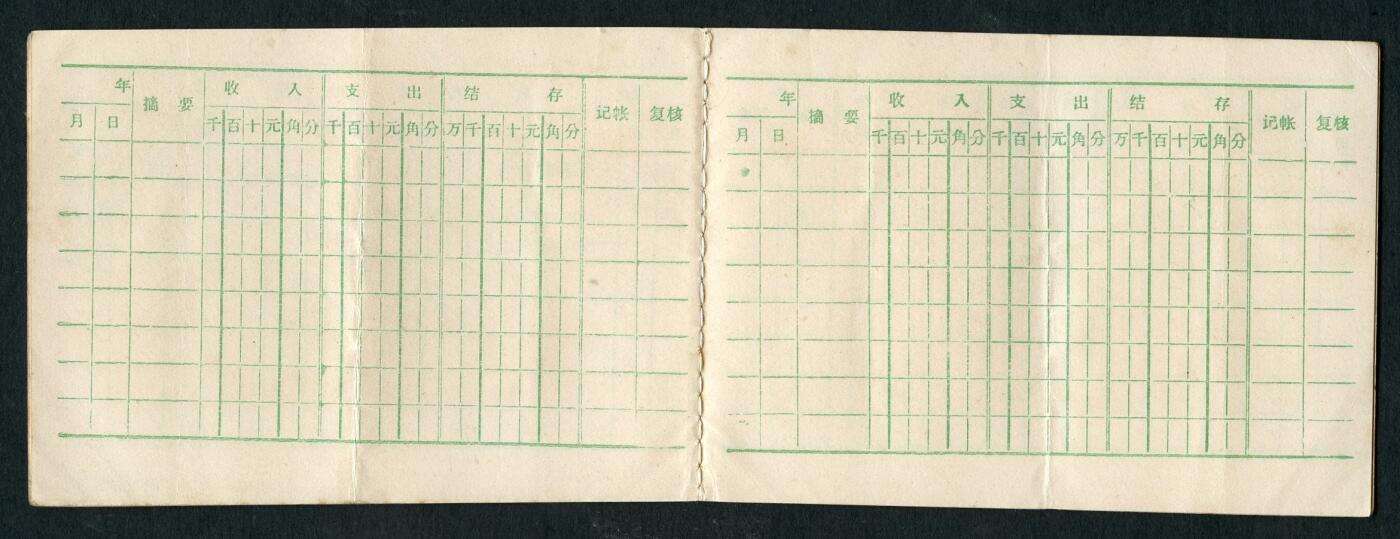 年 摘 要 收 入 支 出 结 存 记帐 复核
月 日 千 百 十 元 角 分 千 百 十 元 角 分 万 千 百 十 元 角 分
年 摘 要 收 入 支 出 结 存 记帐 复核
月 日 千 百 十 元 角 分 千 百 十 元 角 分 万 千 百 十 元 角 分